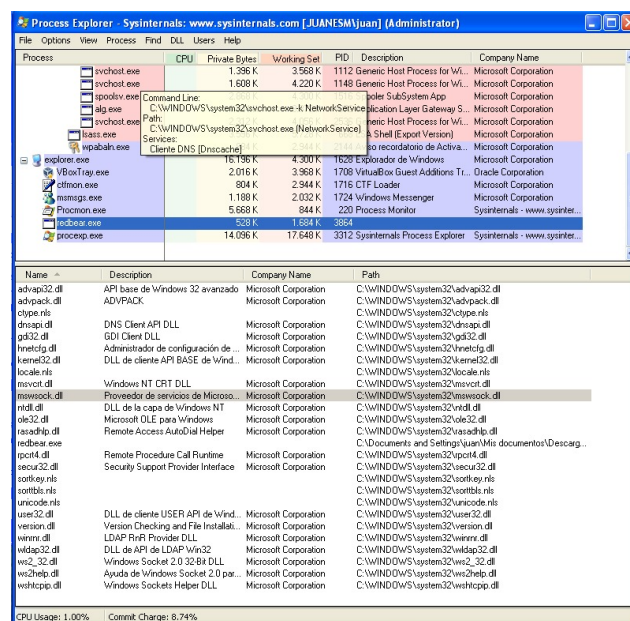 Process Explorer - Sysinternals: www.sysinternals.com [JUANESM\juan] (Administrator)
File Options View Process Find DLL Users Help
Process CPU Private Bytes Working Set PID Description Company Name
svchost.exe 1.396 K 3.568 K 1112 Generic Host Process for Wi... Microsoft Corporation
svchost.exe 1.608 K 4.220 K 1148 Generic Host Process for Wi... Microsoft Corporation
spoolsv.exe Spooler SubSystem App Microsoft Corporation
alg.exe Application Layer Gateway S... Microsoft Corporation
svchost.exe Generic Host Process for Wi... Microsoft Corporation
lsass.exe Shell (Export Version) Microsoft Corporation
wpabaln.exe 2.944 K 2144 Aviso recordatorio de Activa... Microsoft Corporation
Command Line:
C:\WINDOWS\system32\svchost.exe -k NetworkService
Path:
C:\WINDOWS\system32\svchost.exe (NetworkService)
Services:
Cliente DNS [Dnscache]
explorer.exe 16.196 K 4.300 K 1628 Explorador de Windows Microsoft Corporation
VBoxTray.exe 2.016 K 3.968 K 1708 VirtualBox Guest Additions Tr... Oracle Corporation
ctfmon.exe 804 K 2.944 K 1716 CTF Loader Microsoft Corporation
msmsgs.exe 1.188 K 2.032 K 1724 Windows Messenger Microsoft Corporation
Procmon.exe 5.668 K 844 K 220 Process Monitor Sysinternals - www.sysinter...
redbear.exe 528 K 1.684 K 3864
procexp.exe 14.096 K 17.648 K 3312 Sysinternals Process Explorer Sysinternals - www.sysinter...
Name Description Company Name Path
advapi32.dll API base de Windows 32 avanzado Microsoft Corporation C:\WINDOWS\system32\advapi32.dll
advpack.dll ADVPACK Microsoft Corporation C:\WINDOWS\system32\advpack.dll
ctype.nls C:\WINDOWS\system32\ctype.nls
dnsapi.dll DNS Client API DLL Microsoft Corporation C:\WINDOWS\system32\dnsapi.dll
gdi32.dll GDI Client DLL Microsoft Corporation C:\WINDOWS\system32\gdi32.dll
hnetcfg.dll Administrador de configuración de ... Microsoft Corporation C:\WINDOWS\system32\hnetcfg.dll
kernel32.dll DLL de cliente API BASE de Wind... Microsoft Corporation C:\WINDOWS\system32\kernel32.dll
locale.nls C:\WINDOWS\system32\locale.nls
msvcrt.dll Windows NT CRT DLL Microsoft Corporation C:\WINDOWS\system32\msvcrt.dll
mswsock.dll Proveedor de servicios de Microso... Microsoft Corporation C:\WINDOWS\system32\mswsock.dll
ntdll.dll DLL de la capa de Windows NT Microsoft Corporation C:\WINDOWS\system32\ntdll.dll
ole32.dll Microsoft OLE para Windows Microsoft Corporation C:\WINDOWS\system32\ole32.dll
rasadhlp.dll Remote Access AutoDial Helper Microsoft Corporation C:\WINDOWS\system32\rasadhlp.dll
redbear.exe C:\Documents and Settings\juan\Mis documentos\Descarg...
rpcrt4.dll Remote Procedure Call Runtime Microsoft Corporation C:\WINDOWS\system32\rpcrt4.dll
secur32.dll Security Support Provider Interface Microsoft Corporation C:\WINDOWS\system32\secur32.dll
sortkey.nls C:\WINDOWS\system32\sortkey.nls
sorttbls.nls C:\WINDOWS\system32\sorttbls.nls
unicode.nls C:\WINDOWS\system32\unicode.nls
user32.dll DLL de cliente USER API de Wind... Microsoft Corporation C:\WINDOWS\system32\user32.dll
version.dll Version Checking and File Installati... Microsoft Corporation C:\WINDOWS\system32\version.dll
winrnr.dll LDAP RnR Provider DLL Microsoft Corporation C:\WINDOWS\system32\winrnr.dll
wldap32.dll DLL de API de LDAP Win32 Microsoft Corporation C:\WINDOWS\system32\wldap32.dll
ws2_32.dll Windows Socket 2.0 32-Bit DLL Microsoft Corporation C:\WINDOWS\system32\ws2_32.dll
ws2help.dll Ayuda de Windows Socket 2.0 par... Microsoft Corporation C:\WINDOWS\system32\ws2help.dll
wshtcpip.dll Windows Sockets Helper DLL Microsoft Corporation C:\WINDOWS\system32\wshtcpip.dll
CPU Usage: 1.00% Commit Charge: 8.74%